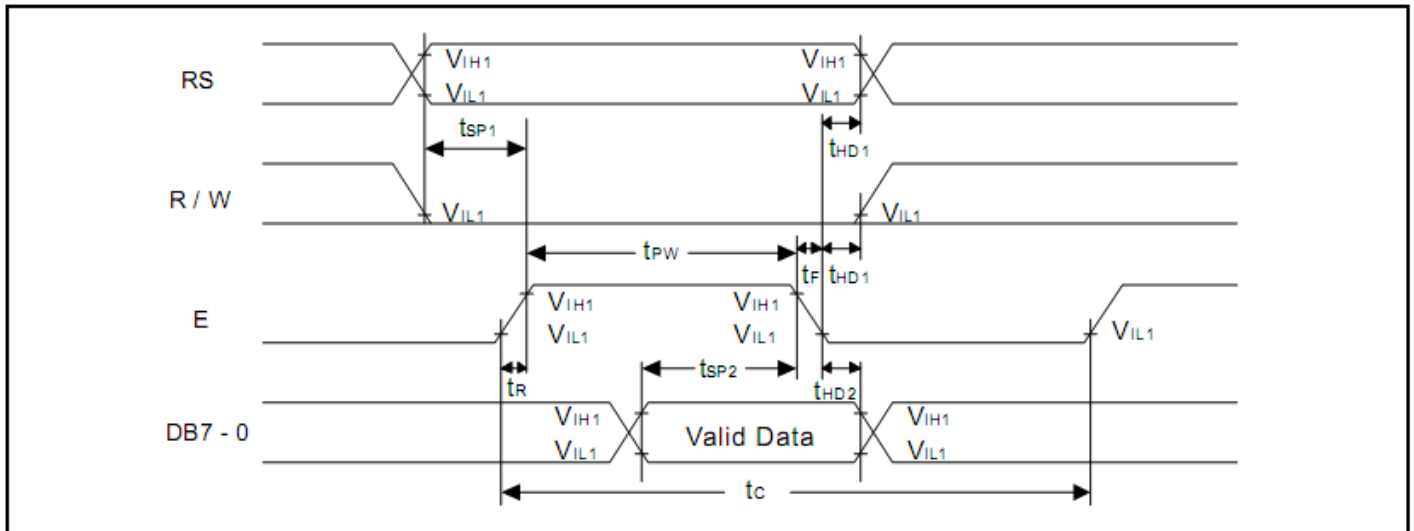 RS
VIH1 VIH1
VIL1 VIL1
tSP1
tHD1
R / W
VIL1 VIL1
tPW
tF tHD1
E
VIH1 VIH1
VIL1 VIL1 VIL1
tR tSP2 tHD2
DB7 - 0
VIH1 VIH1
Valid Data
VIL1 VIL1
tC